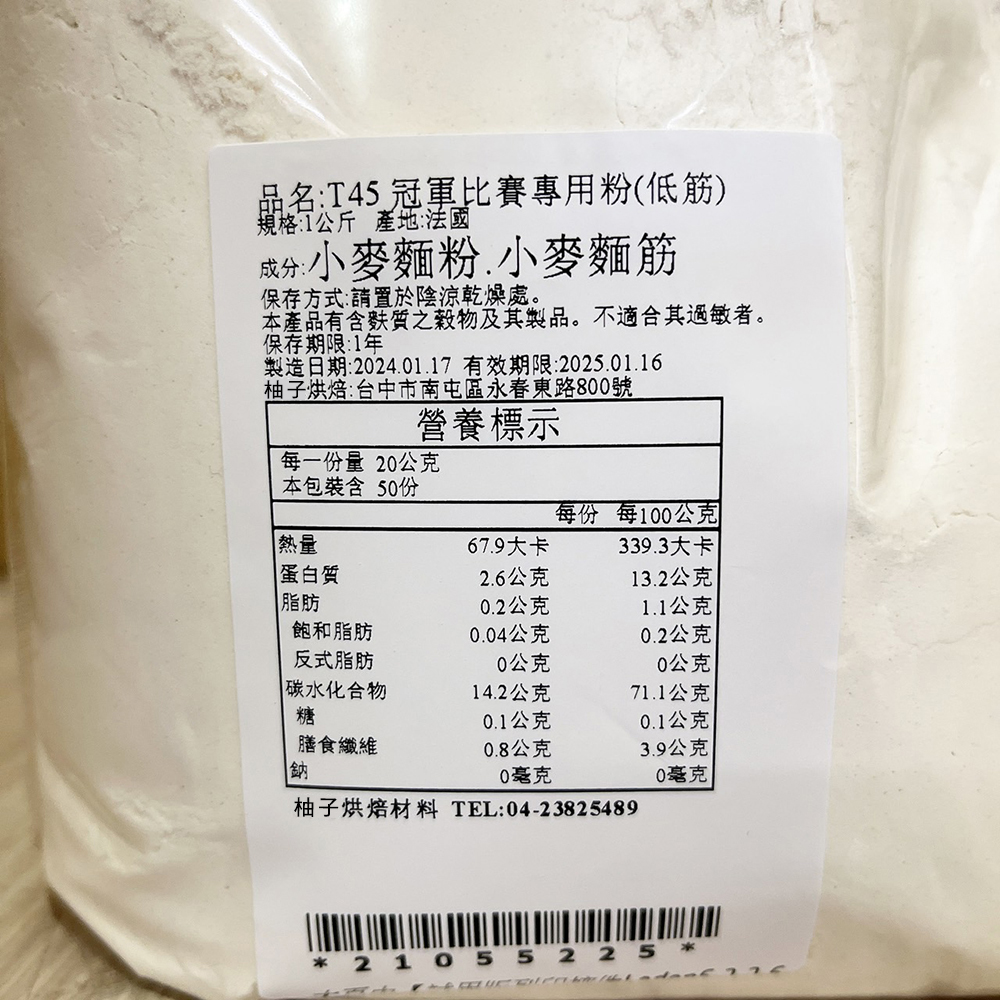 品名:T45 冠軍比賽專用粉(低筋)
規格:1公斤 產地:法國
成分:小麥麵粉.小麥麵筋
保存方式:請置於陰涼乾燥處。
本產品有含麩質之穀物及其製品。不適合其過敏者。
保存期限:1年
製造日期:2024.01.17 有效期限:2025.01.16
柚子烘焙:台中市南屯區永春東路800號
營養標示
每一份量 20公克
本包裝含 50份
每份 每100公克
熱量 67.9大卡 339.3大卡
蛋白質 2.6公克 13.2公克
脂肪 0.2公克 1.1公克
飽和脂肪 0.04公克 0.2公克
反式脂肪 0公克 0公克
碳水化合物 14.2公克 71.1公克
糖 0.1公克 0.1公克
膳食纖維 0.8公克 3.9公克
鈉 0毫克 0毫克
柚子烘焙材料 TEL:04-23825489
*21055225*